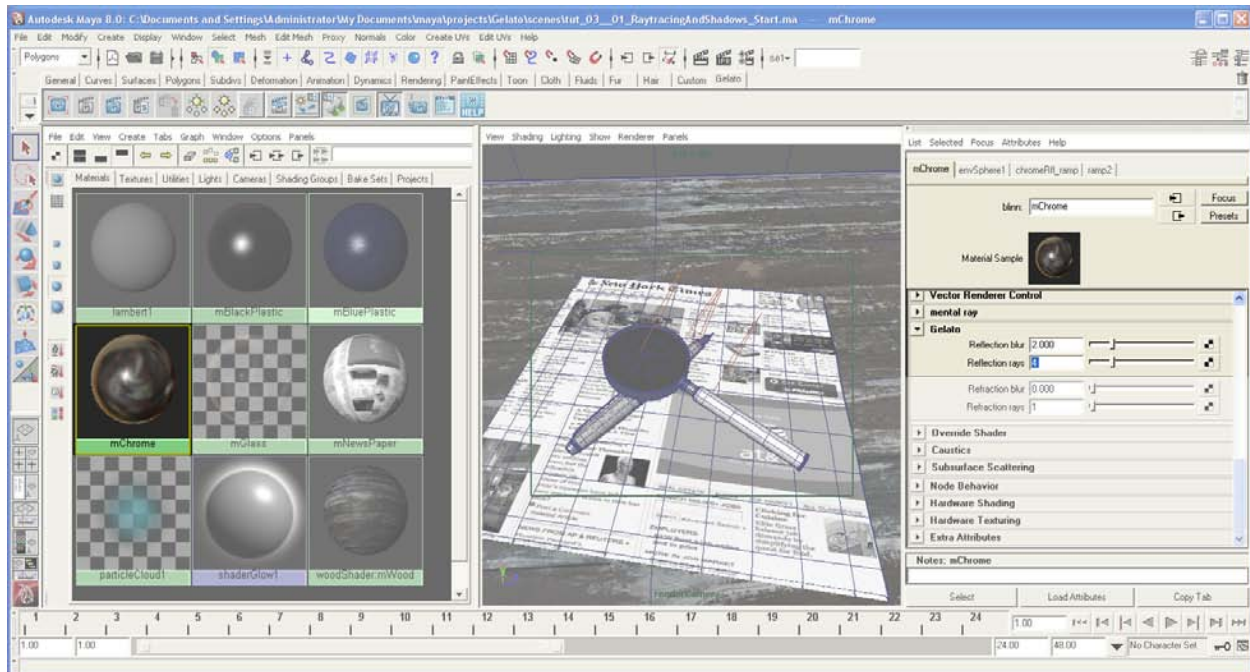 Autodesk Maya 8.0: C:\Documents and Settings\Administrator\My Documents\maya\projects\Gelato\scenes\tut_03__01_RaytracingAndShadows_Start.ma --- mChrome
File Edit Modify Create Display Window Select Mesh Edit Mesh Proxy Normals Color Create UVs Edit UVs Help
Polygons
sel-
General Curves Surfaces Polygons Subdivs Deformation Animation Dynamics Rendering PaintEffects Toon Cloth Fluids Fur Hair Custom Gelato
HELP
File Edit View Create Tabs Graph Window Options Panels
Materials Textures Utilities Lights Cameras Shading Groups Bake Sets Projects
lambert1 mBlackPlastic mBluePlastic
mChrome mGlass mNewsPaper
particleCloud1 shaderGlow1 woodShader:mWood
View Shading Lighting Show Renderer Panels
New York Times
renderCamera
List Selected Focus Attributes Help
mChrome envSphere1 chromeRfl_ramp ramp2
blinn: mChrome
Focus
Presets
Material Sample
Vector Renderer Control
mental ray
Gelato
Reflection blur 2.000
Reflection rays 4
Refraction blur 0.000
Refraction rays 1
Override Shader
Caustics
Subsurface Scattering
Node Behavior
Hardware Shading
Hardware Texturing
Extra Attributes
Notes: mChrome
Select Load Attributes Copy Tab
1 2 3 4 5 6 7 8 9 10 11 12 13 14 15 16 17 18 19 20 21 22 23 24
1.00
1.00 1.00 24.00 48.00 No Character Set